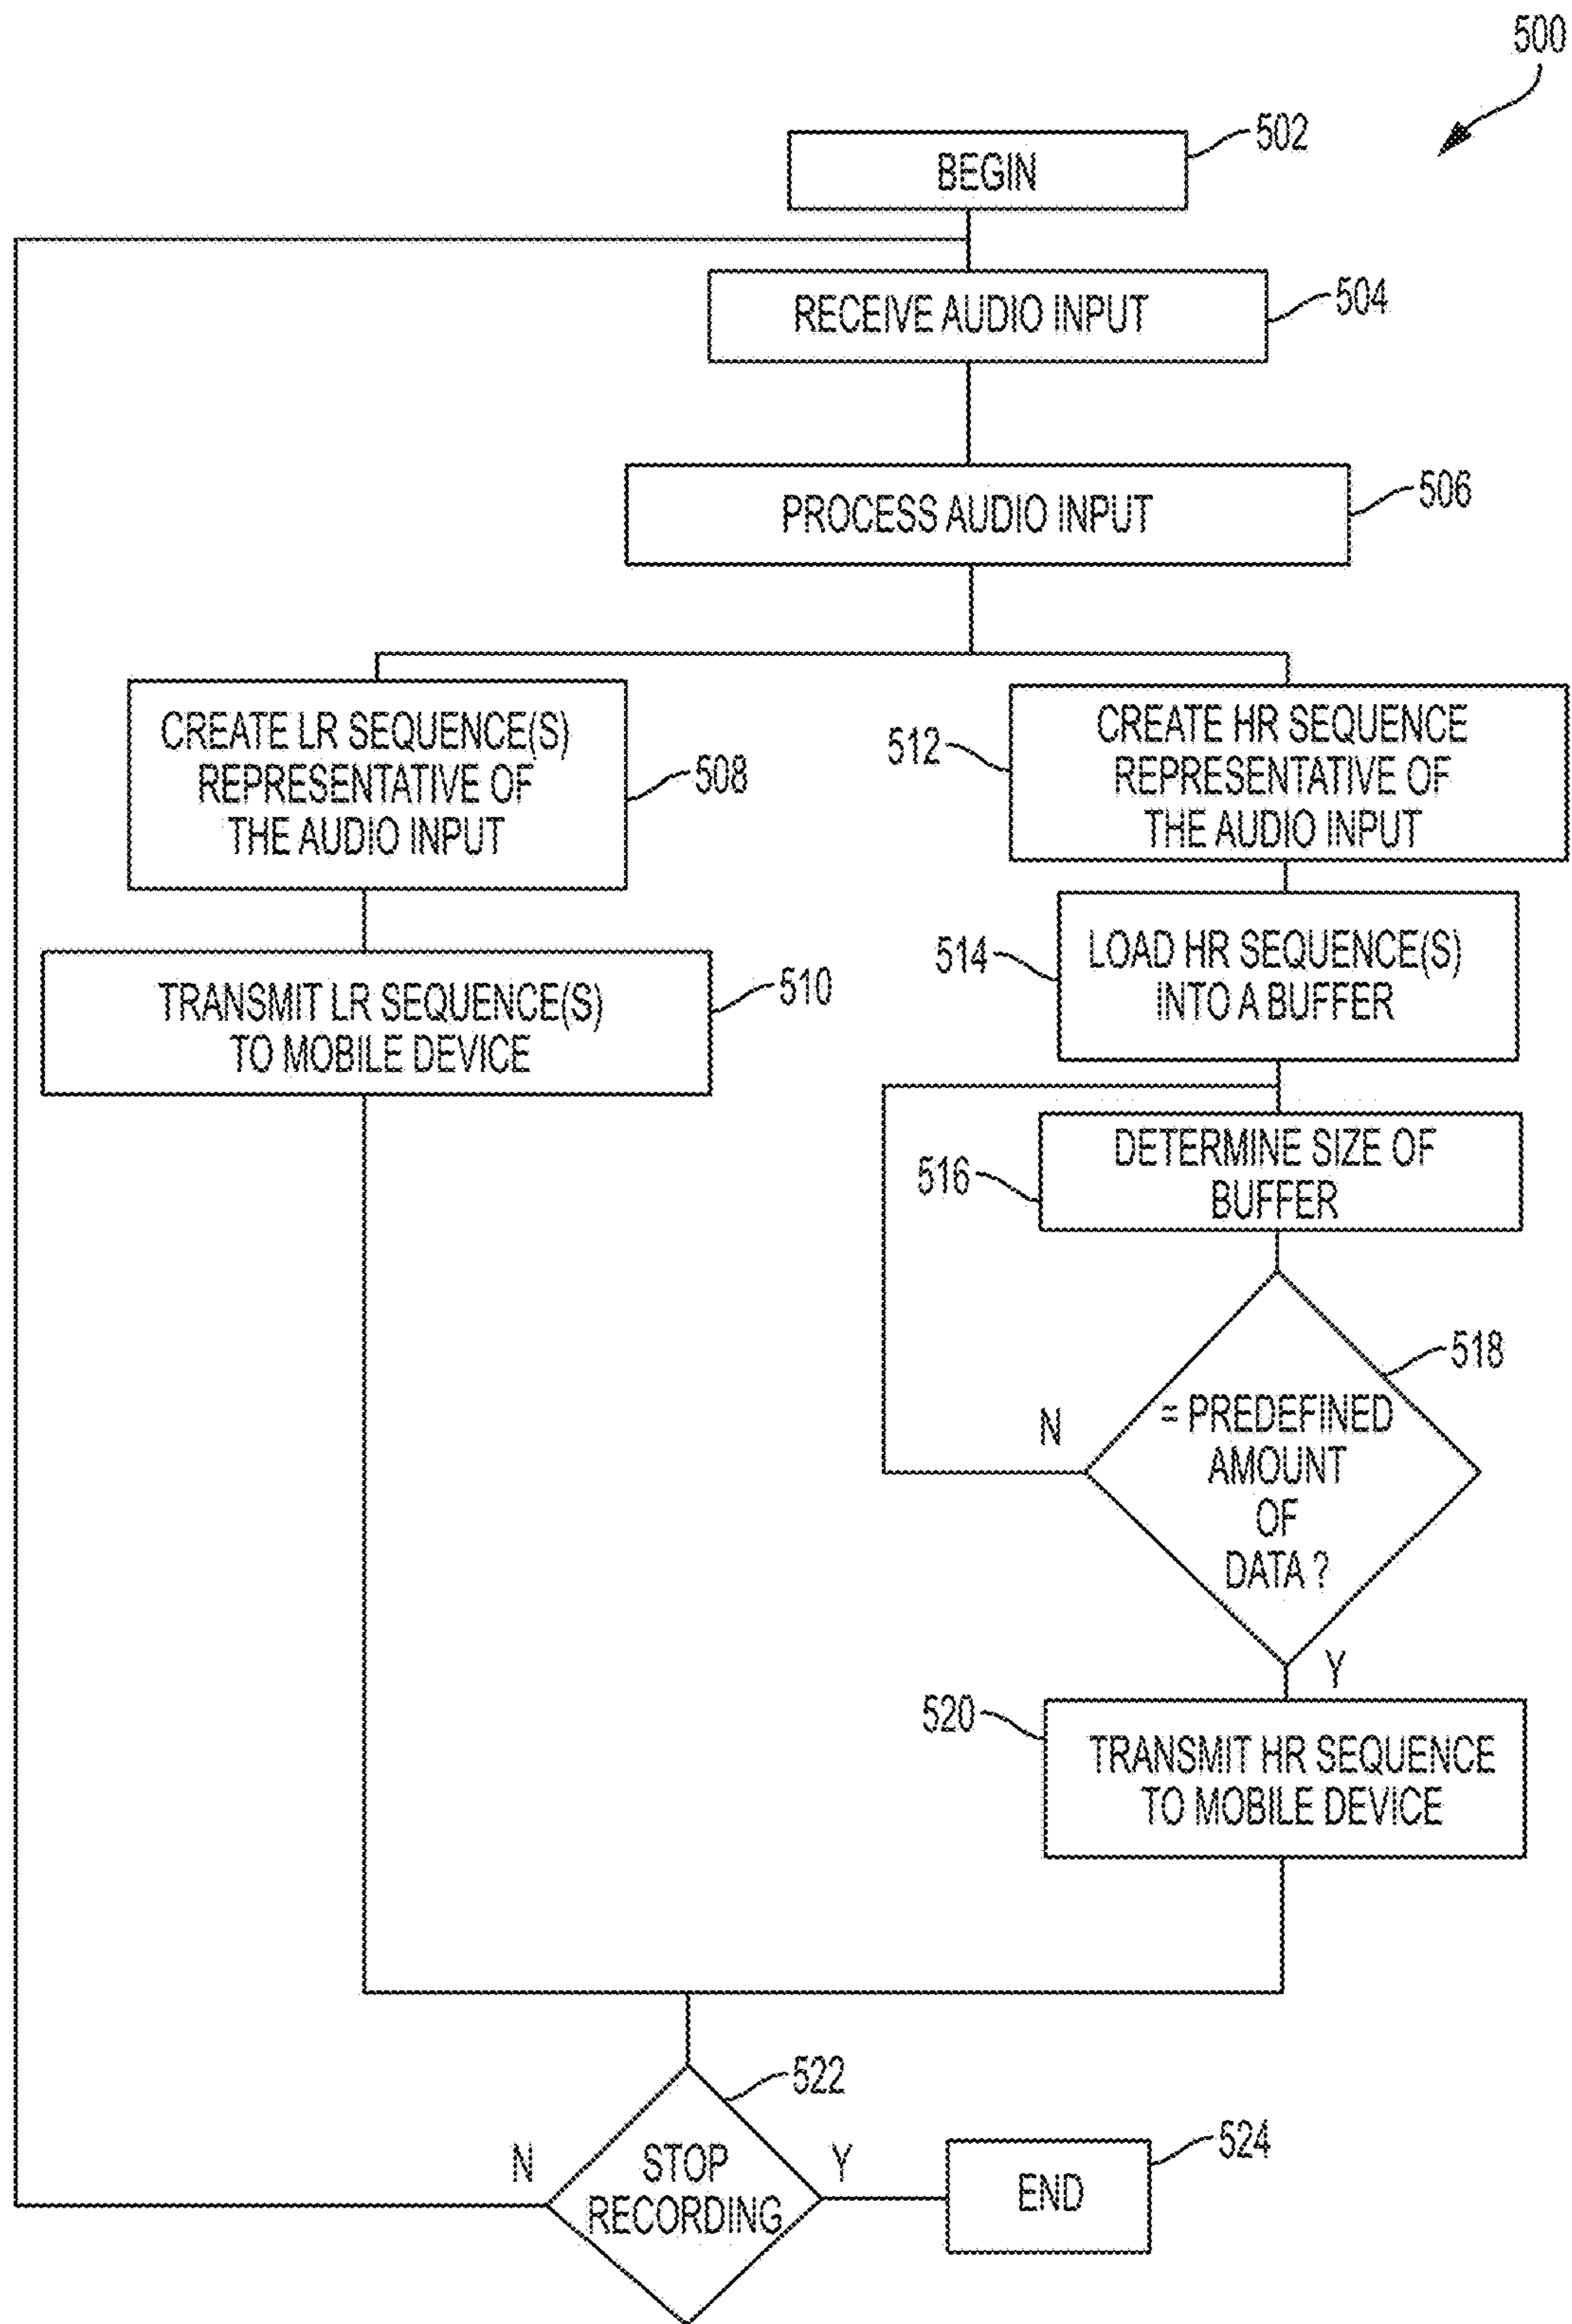 500
BEGIN
502
RECEIVE AUDIO INPUT
504
PROCESS AUDIO INPUT
506
CREATE LR SEQUENCE(S)
REPRESENTATIVE OF
THE AUDIO INPUT
508
512
CREATE HR SEQUENCE
REPRESENTATIVE OF
THE AUDIO INPUT
TRANSMIT LR SEQUENCE(S)
TO MOBILE DEVICE
510
514
LOAD HR SEQUENCE(S)
INTO A BUFFER
516
DETERMINE SIZE OF
BUFFER
518
N
= PREDEFINED
AMOUNT
OF
DATA ?
Y
520
TRANSMIT HR SEQUENCE
TO MOBILE DEVICE
522
N
STOP
RECORDING
Y
END
524